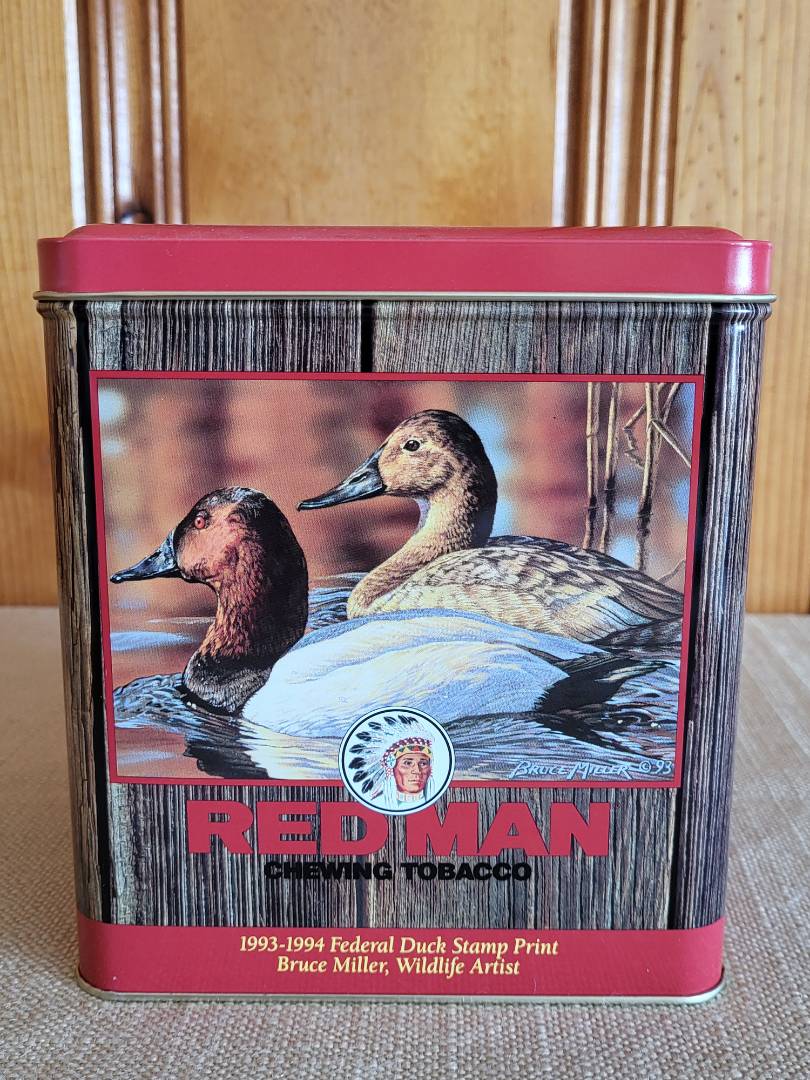 BRUCE MILLER © 93
RED MAN
CHEWING TOBACCO
1993-1994 Federal Duck Stamp Print
Bruce Miller, Wildlife Artist